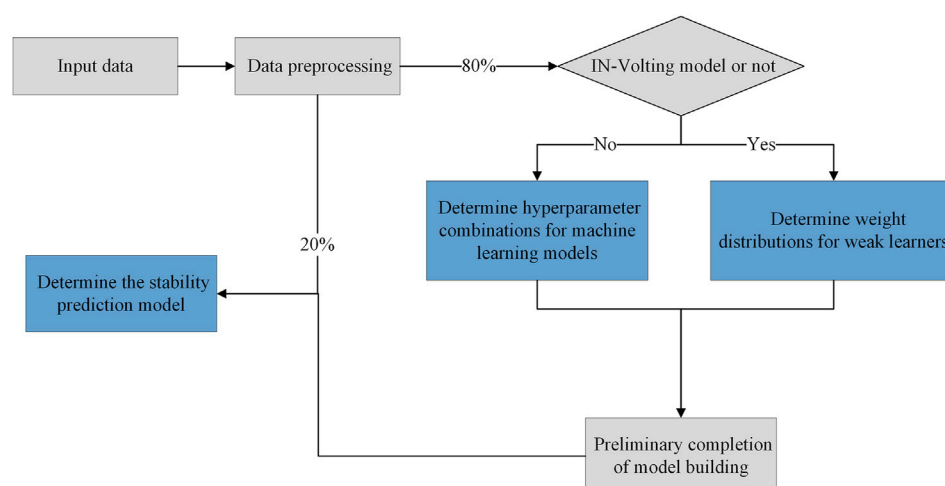 Input data
Data preprocessing
80%
IN-Volting model or not
No
Yes
Determine hyperparameter
combinations for machine
learning models
Determine weight
distributions for weak learners
20%
Determine the stability
prediction model
Preliminary completion
of model building